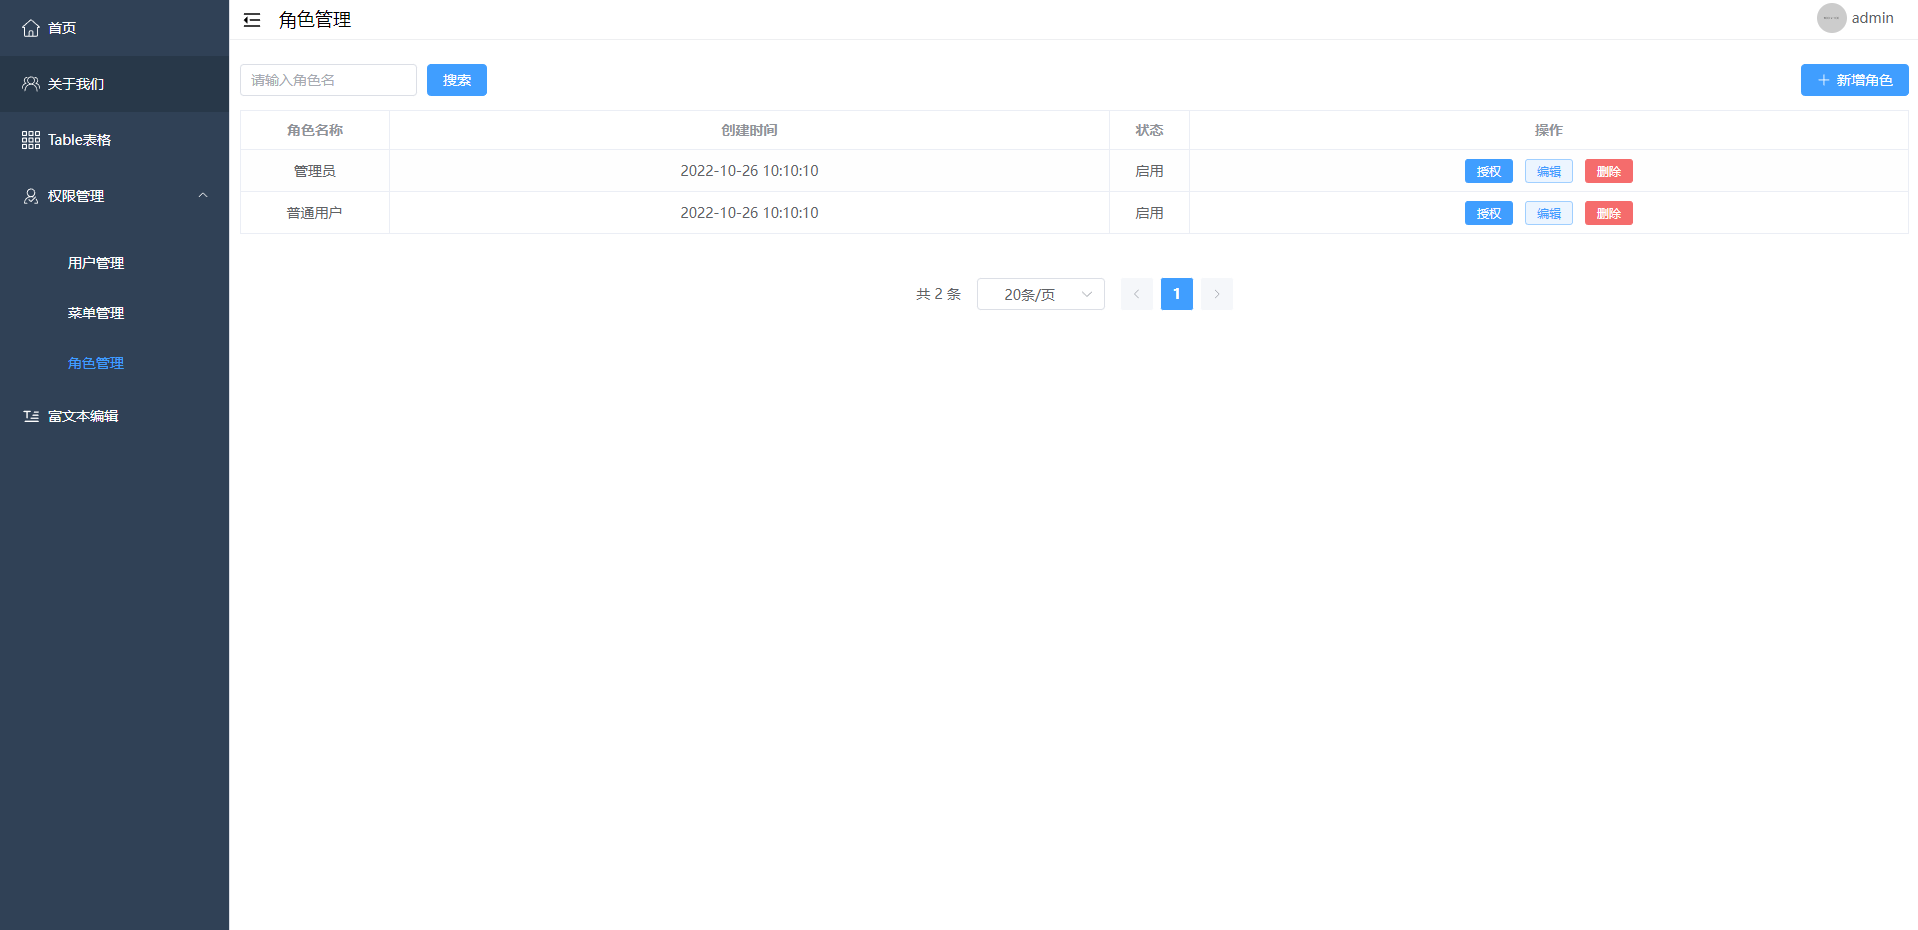 首页
关于我们
Table表格
权限管理
用户管理
菜单管理
角色管理
富文本编辑
角色管理
admin
请输入角色名 搜索 新增角色
角色名称 创建时间 状态 操作
管理员 2022-10-26 10:10:10 启用 授权 编辑 删除
普通用户 2022-10-26 10:10:10 启用 授权 编辑 删除
共 2 条 20条/页 1